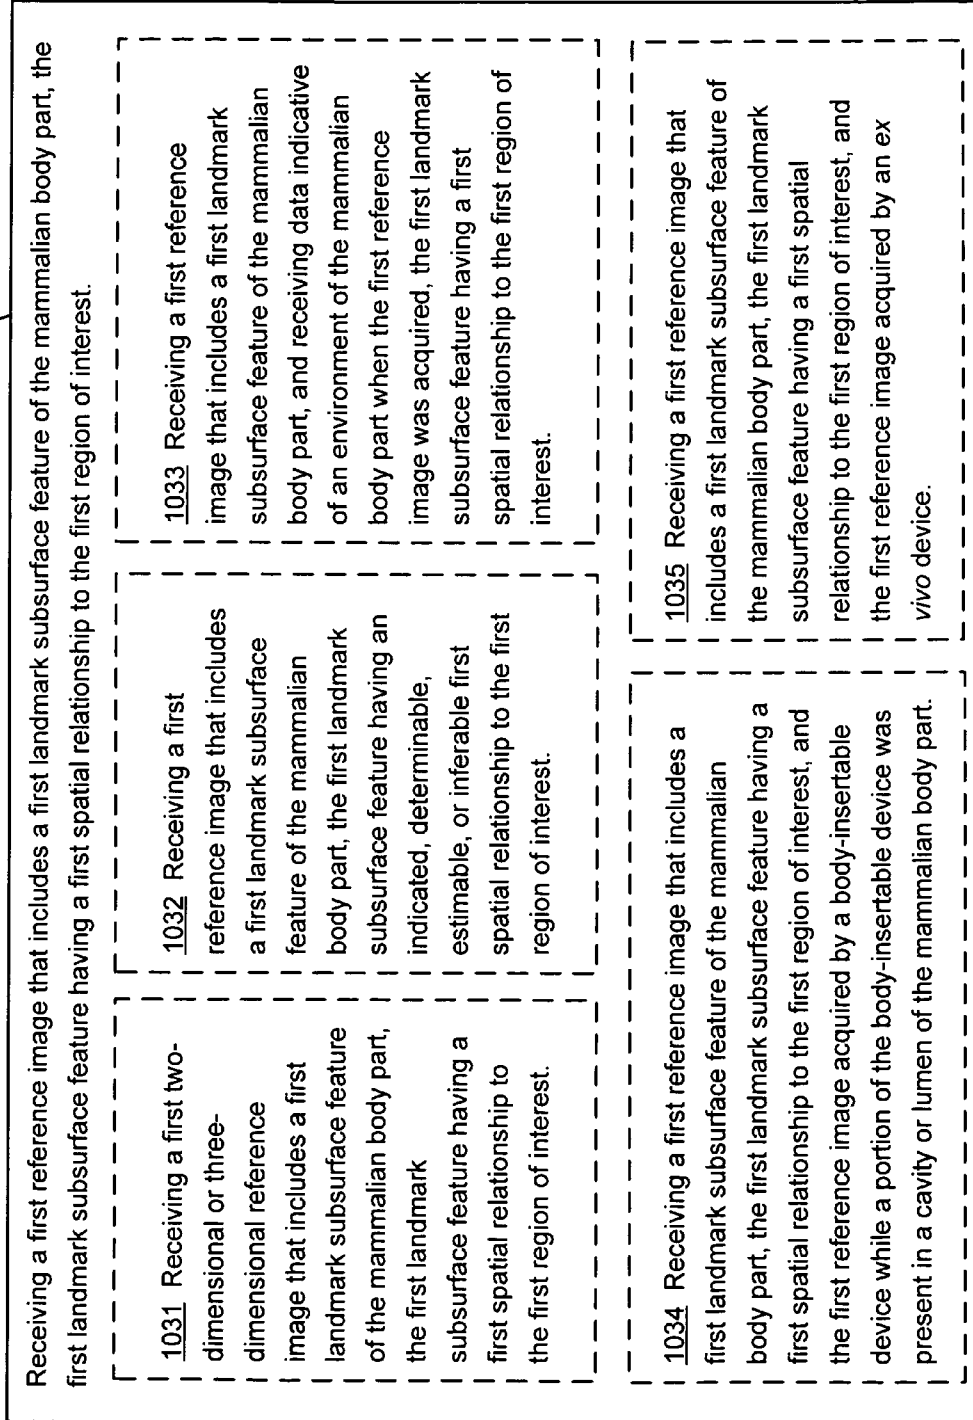 Receiving a first reference image that includes a first landmark subsurface feature of the mammalian body part, the
first landmark subsurface feature having a first spatial relationship to the first region of interest.
1031 Receiving a first two-
dimensional or three-
dimensional reference
image that includes a first
landmark subsurface feature
of the mammalian body part,
the first landmark
subsurface feature having a
first spatial relationship to
the first region of interest.
1032 Receiving a first
reference image that includes
a first landmark subsurface
feature of the mammalian
body part, the first landmark
subsurface feature having an
indicated, determinable,
estimable, or inferable first
spatial relationship to the first
region of interest.
1033 Receiving a first reference
image that includes a first landmark
subsurface feature of the mammalian
body part, and receiving data indicative
of an environment of the mammalian
body part when the first reference
image was acquired, the first landmark
subsurface feature having a first
spatial relationship to the first region of
interest.
1034 Receiving a first reference image that includes a
first landmark subsurface feature of the mammalian
body part, the first landmark subsurface feature having a
first spatial relationship to the first region of interest, and
the first reference image acquired by a body-insertable
device while a portion of the body-insertable device was
present in a cavity or lumen of the mammalian body part.
1035 Receiving a first reference image that
includes a first landmark subsurface feature of
the mammalian body part, the first landmark
subsurface feature having a first spatial
relationship to the first region of interest, and
the first reference image acquired by an ex
vivo device.